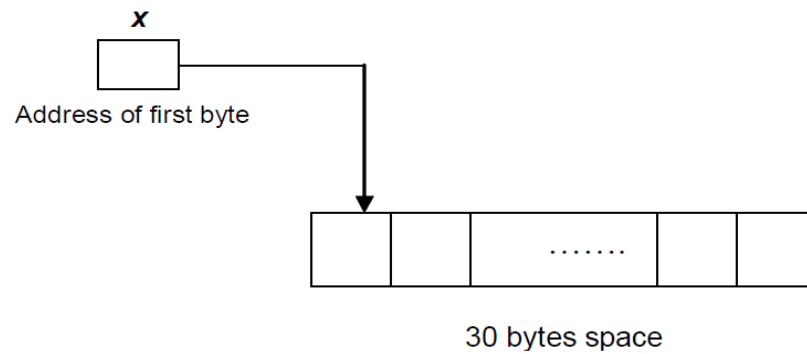 x
Address of first byte
.......
30 bytes space